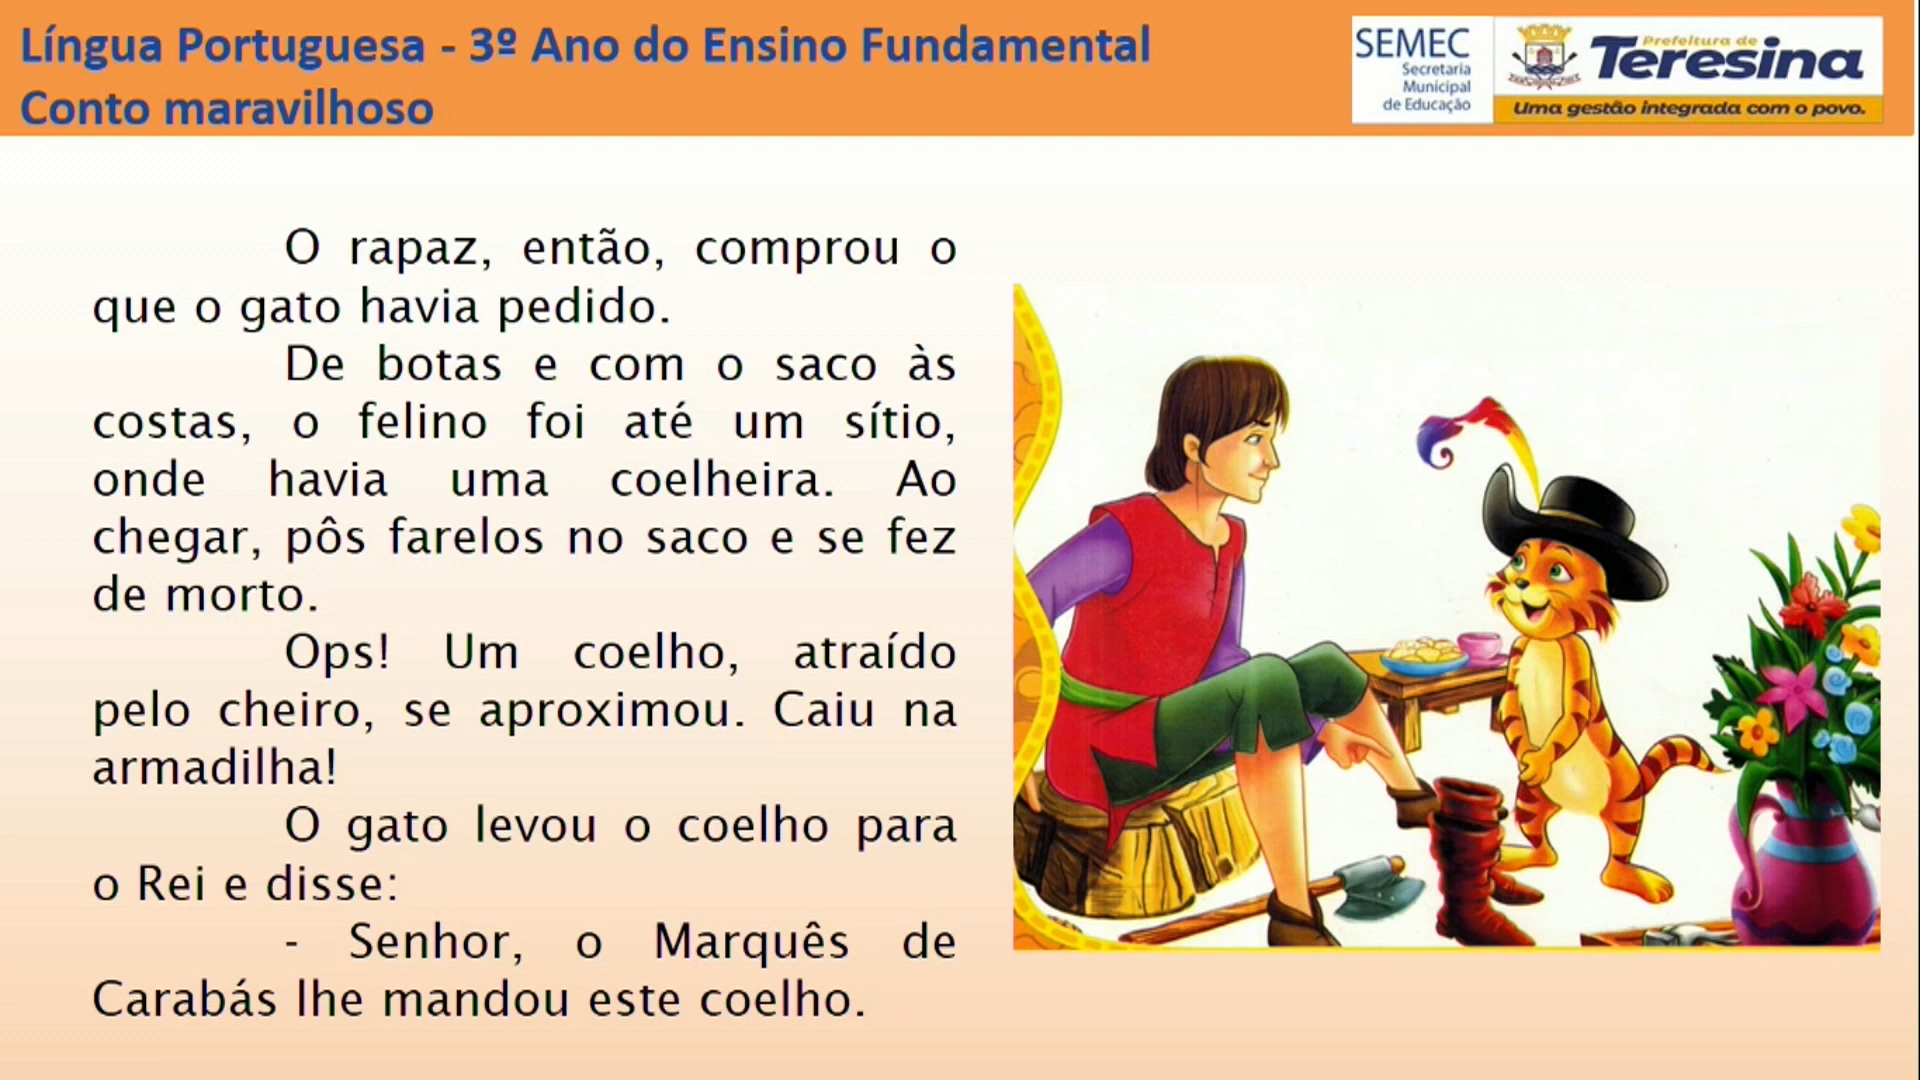 Língua Portuguesa - 3º Ano do Ensino Fundamental
Conto maravilhoso
SEMEC
Secretaria
Municipal
de Educação
Prefeitura de
Teresina
Uma gestão integrada com o povo.
O rapaz, então, comprou o
que o gato havia pedido.
De botas e com o saco às
costas, o felino foi até um sítio,
onde havia uma coelheira. Ao
chegar, pôs farelos no saco e se fez
de morto.
Ops! Um coelho, atraído
pelo cheiro, se aproximou. Caiu na
armadilha!
O gato levou o coelho para
o Rei e disse:
- Senhor, o Marquês de
Carabás lhe mandou este coelho.